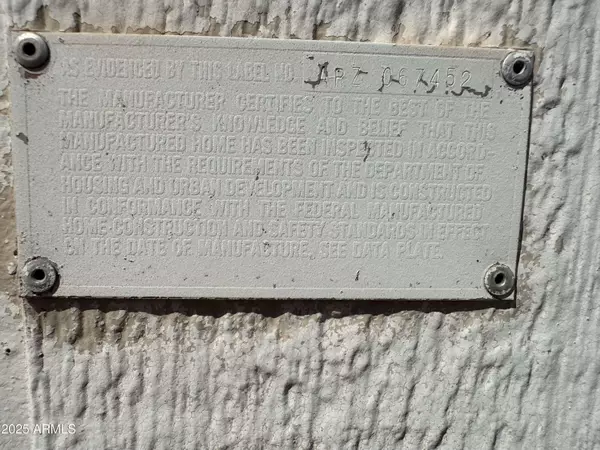 AS EVIDENCED BY THIS LABEL NO. ARZ 067452
THE MANUFACTURER CERTIFIES TO THE BEST OF THE
MANUFACTURER'S KNOWLEDGE AND BELIEF THAT THIS
MANUFACTURED HOME HAS BEEN INSPECTED IN ACCORD-
ANCE WITH THE REQUIREMENTS OF THE DEPARTMENT OF
HOUSING AND URBAN DEVELOPMENT AND IS CONSTRUCTED
IN CONFORMANCE WITH THE FEDERAL MANUFACTURED
HOME CONSTRUCTION AND SAFETY STANDARDS IN EFFECT
ON THE DATE OF MANUFACTURE. SEE DATA PLATE.
2025 ARMLS